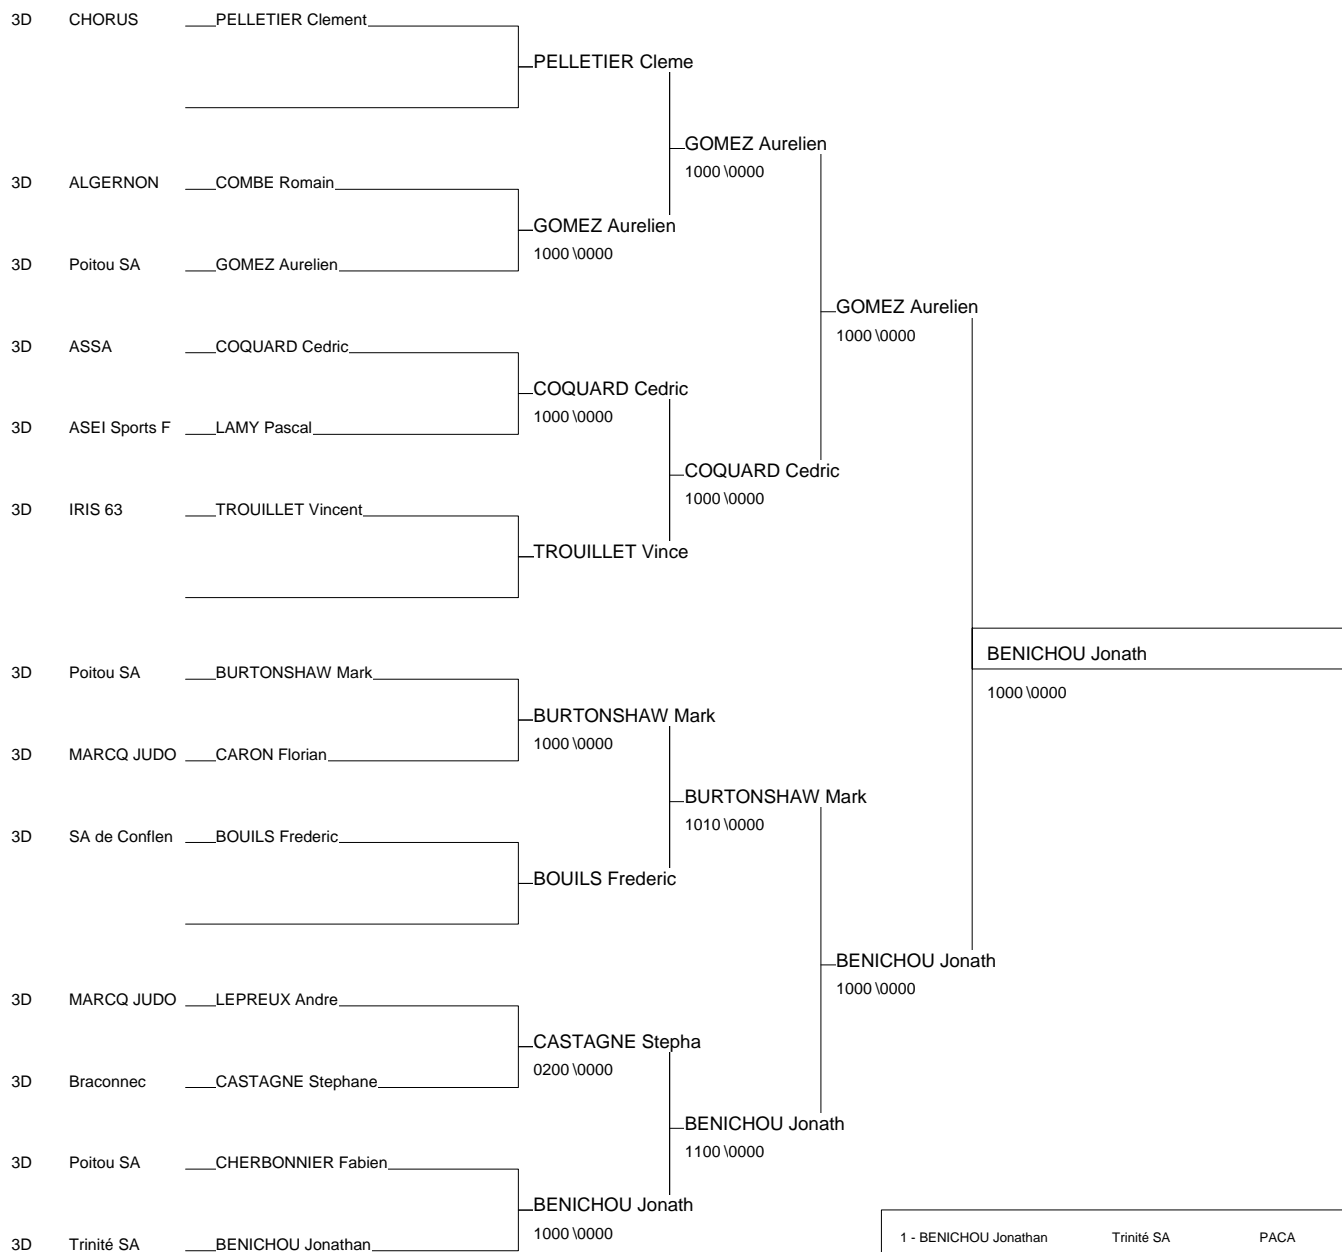 3D CHORUS PELLETIER Clement
PELLETIER Cleme
GOMEZ Aurelien
1000 \0000
3D ALGERNON COMBE Romain
GOMEZ Aurelien
1000 \0000
3D Poitou SA GOMEZ Aurelien
GOMEZ Aurelien
1000 \0000
3D ASSA COQUARD Cedric
COQUARD Cedric
1000 \0000
3D ASEI Sports F LAMY Pascal
COQUARD Cedric
1000 \0000
3D IRIS 63 TROUILLET Vincent
TROUILLET Vince
BENICHOU Jonath
1000 \0000
3D Poitou SA BURTONSHAW Mark
BURTONSHAW Mark
1000 \0000
3D MARCQ JUDO CARON Florian
BURTONSHAW Mark
1010 \0000
3D SA de Conflen BOUILS Frederic
BOUILS Frederic
BENICHOU Jonath
1000 \0000
3D MARCQ JUDO LEPREUX Andre
CASTAGNE Stepha
0200 \0000
3D Braconnec CASTAGNE Stephane
BENICHOU Jonath
1100 \0000
3D Poitou SA CHERBONNIER Fabien
BENICHOU Jonath
1000 \0000
3D Trinité SA BENICHOU Jonathan
1 - BENICHOU Jonathan Trinité SA PACA